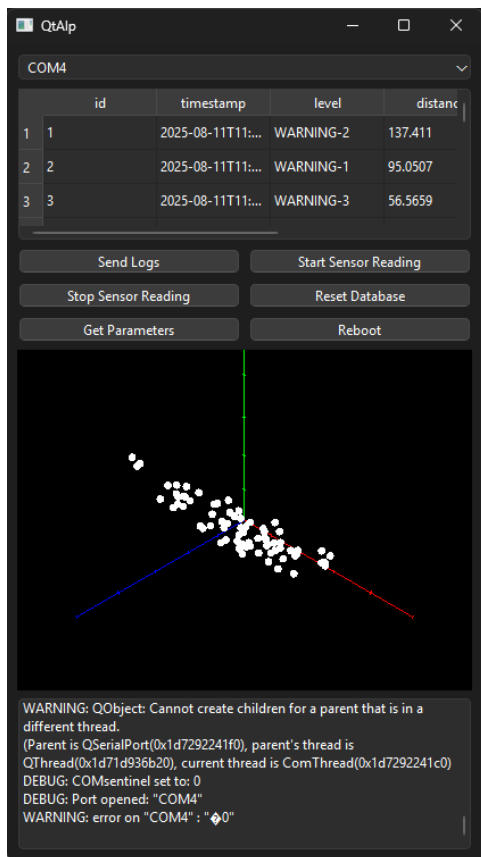 QtAlp
COM4
id timestamp level distanc
1 1 2025-08-11T11:... WARNING-2 137.411
2 2 2025-08-11T11:... WARNING-1 95.0507
3 3 2025-08-11T11:... WARNING-3 56.5659
Send Logs Start Sensor Reading
Stop Sensor Reading Reset Database
Get Parameters Reboot
WARNING: QObject: Cannot create children for a parent that is in a
different thread.
(Parent is QSerialPort(0x1d7292241f0), parent's thread is
QThread(0x1d71d936b20), current thread is ComThread(0x1d7292241c0)
DEBUG: COMsentinel set to: 0
DEBUG: Port opened: "COM4"
WARNING: error on "COM4" : "�0"